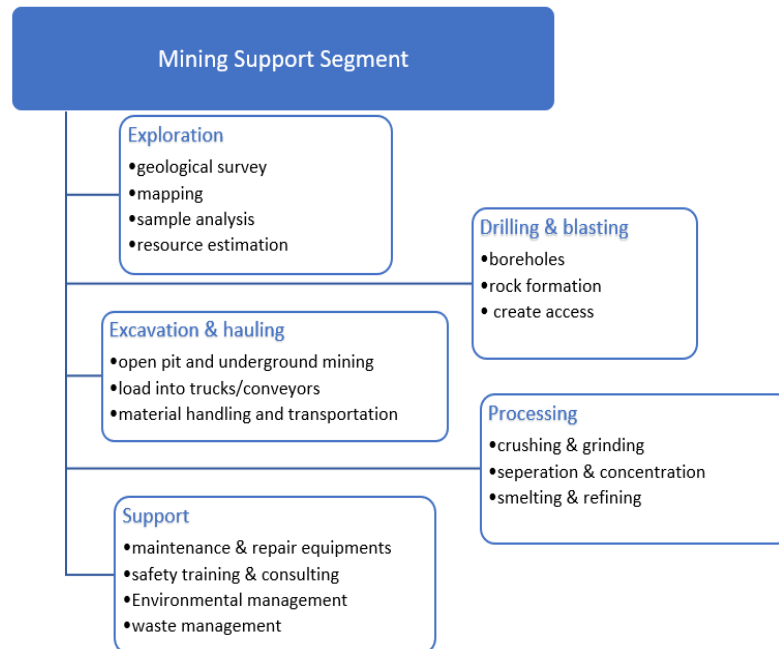 Mining Support Segment
Exploration
•geological survey
•mapping
•sample analysis
•resource estimation
Drilling & blasting
•boreholes
•rock formation
• create access
Excavation & hauling
•open pit and underground mining
•load into trucks/conveyors
•material handling and transportation
Processing
•crushing & grinding
•seperation & concentration
•smelting & refining
Support
•maintenance & repair equipments
•safety training & consulting
•Environmental management
•waste management